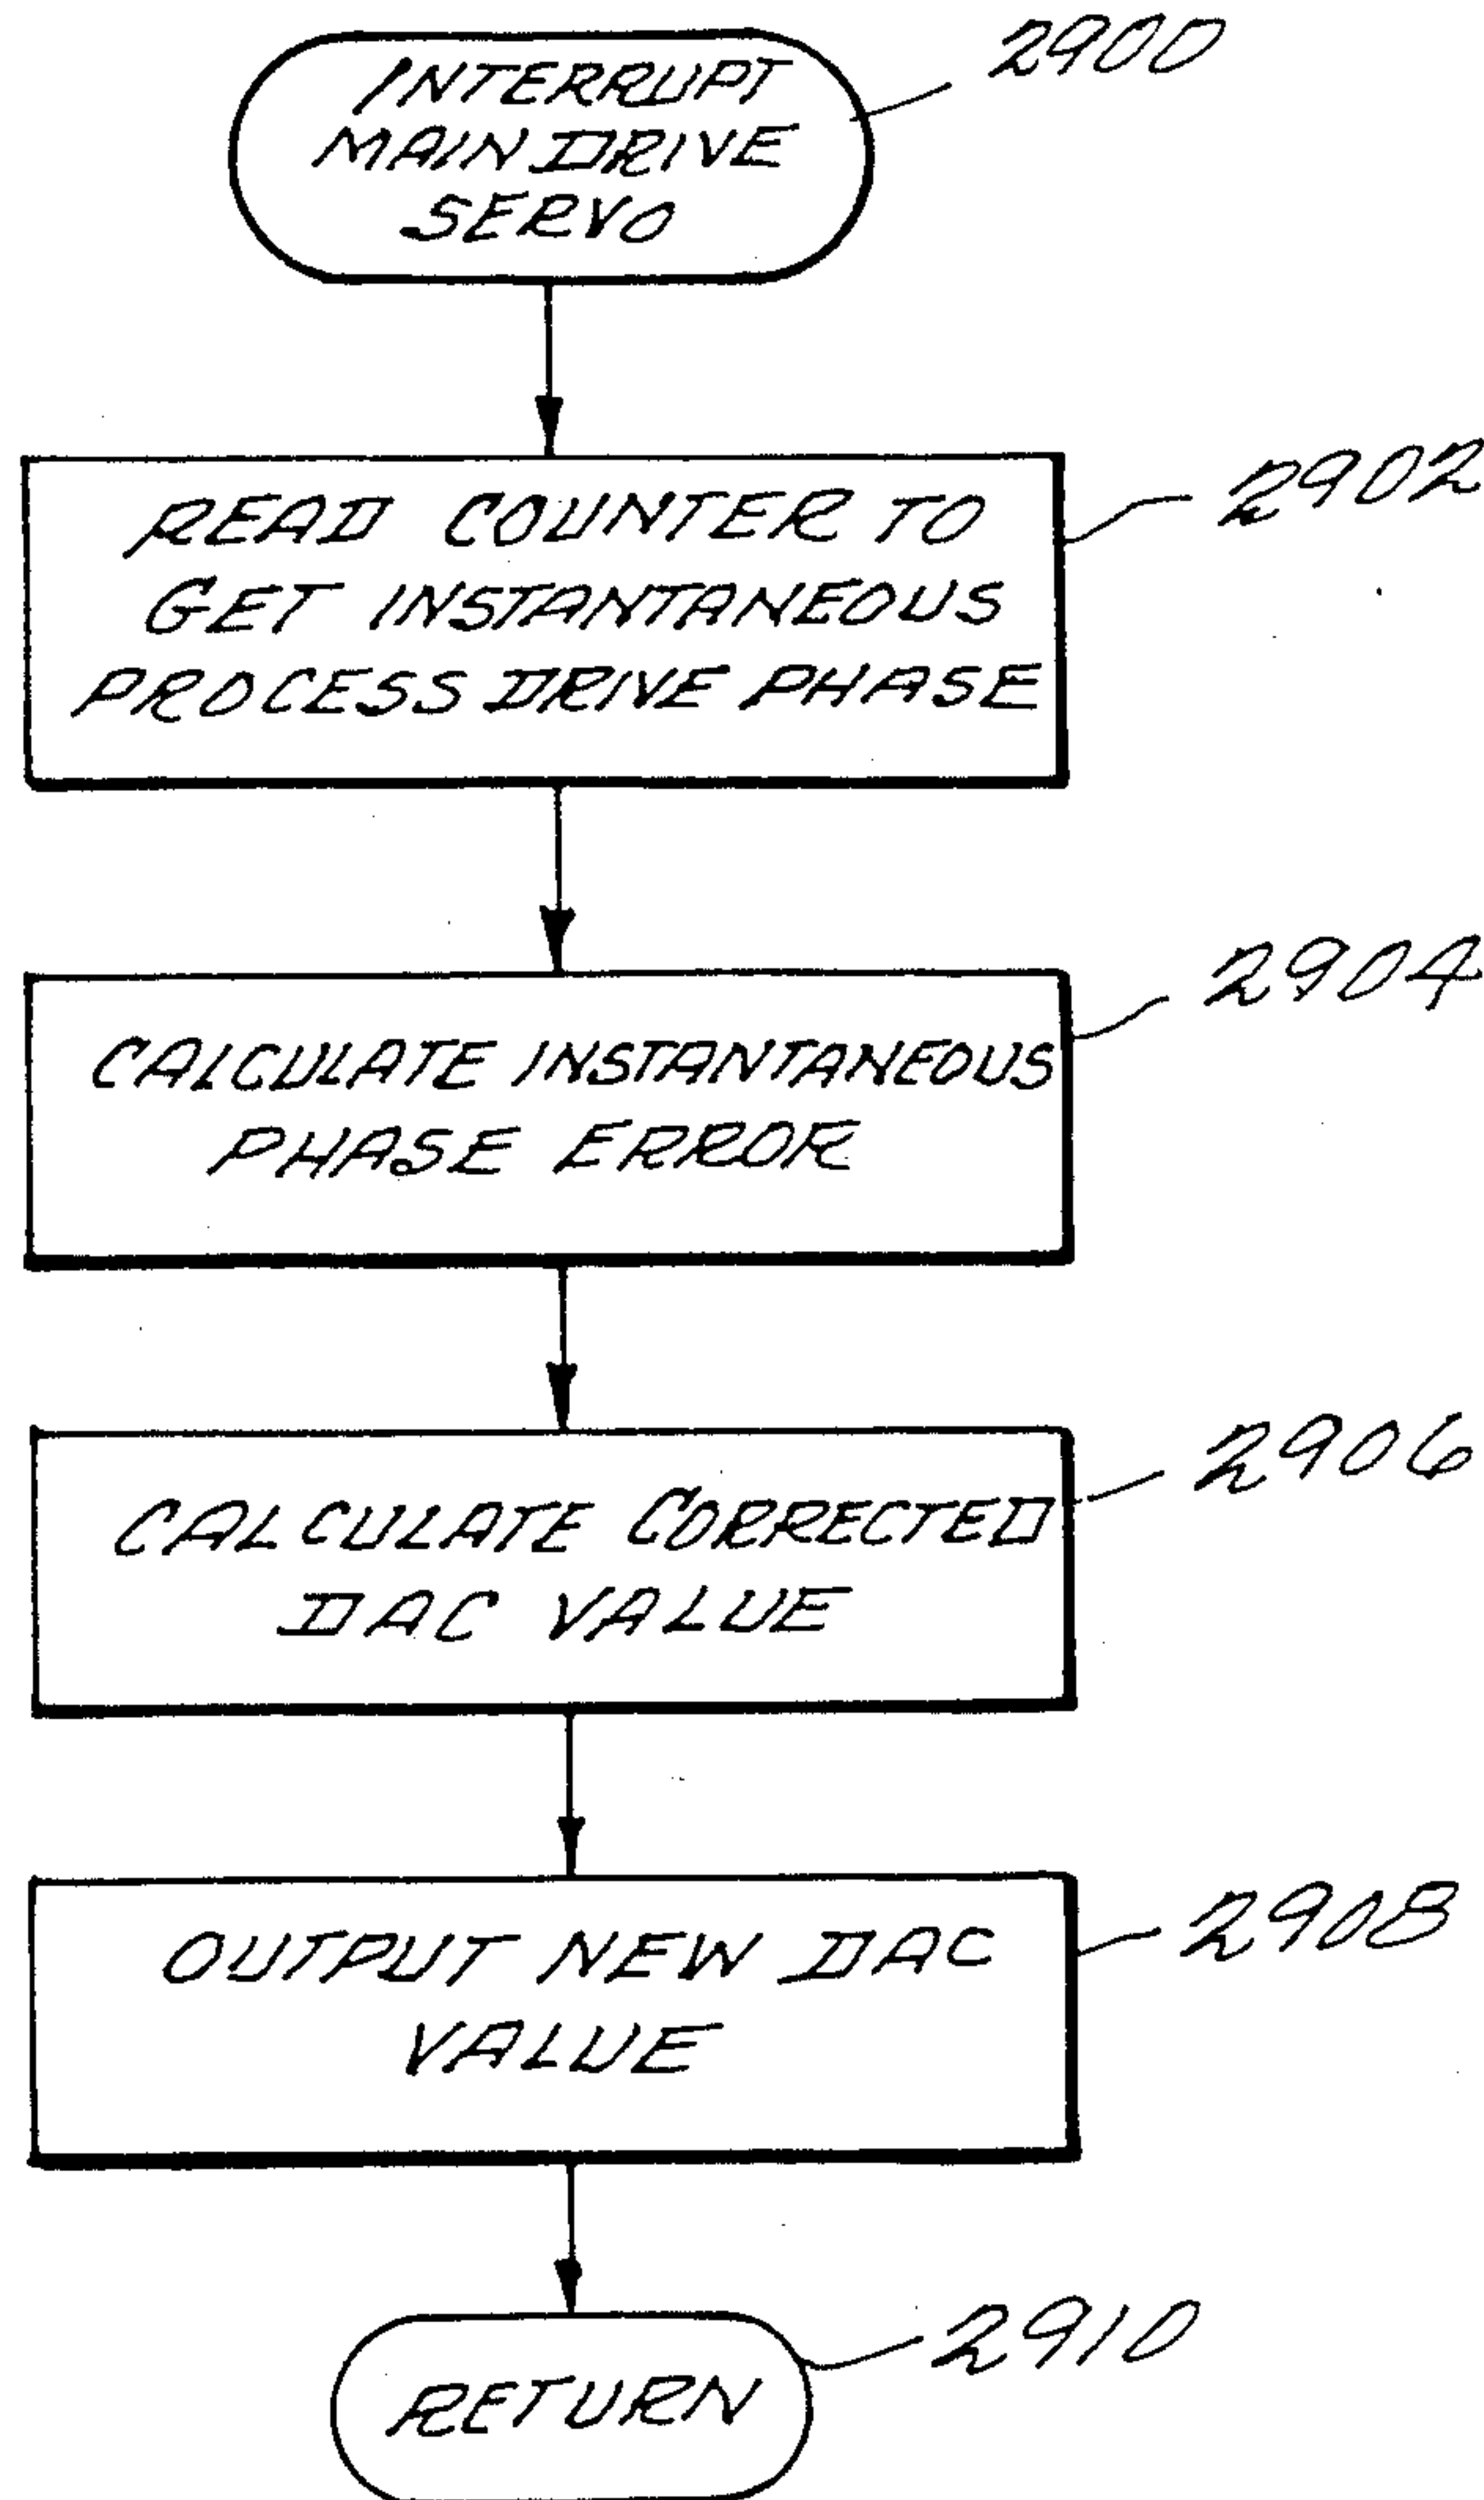 INTERRUPT
MAIN DRIVE
SERVO
2900
READ COUNTER TO
GET INSTANTANEOUS
PROCESS DRIVE PHASE
2902
CALCULATE INSTANTANEOUS
PHASE ERROR
2904
CALCULATE CORRECTED
DAC VALUE
2906
OUTPUT NEW DAC
VALUE
2908
RETURN
2910